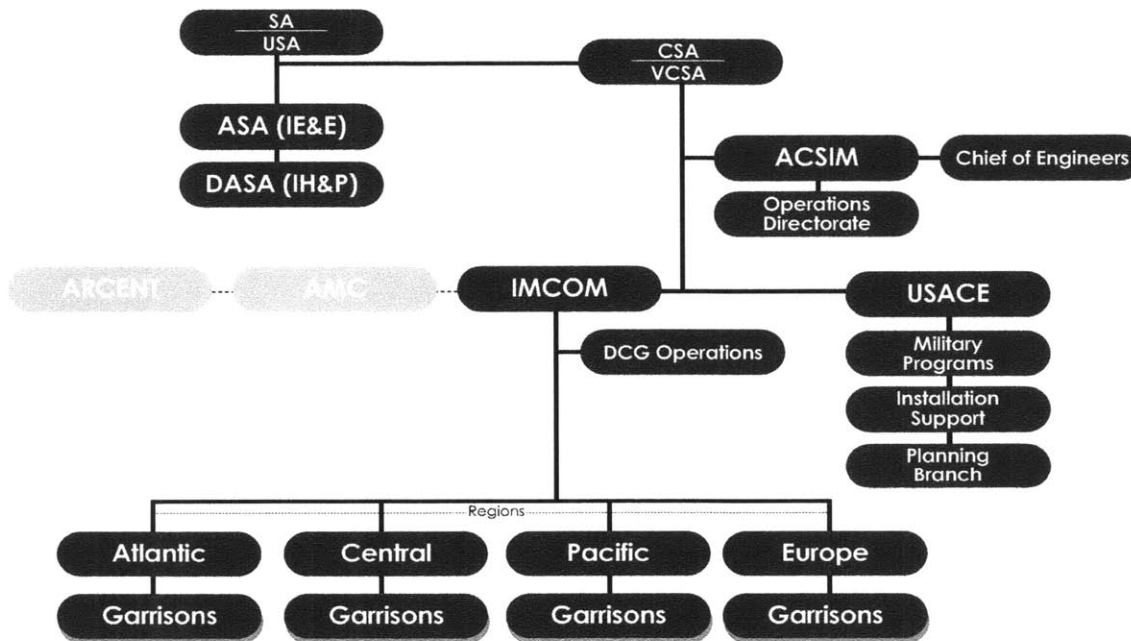 SA
USA
CSA
VCSA
ASA (IE&E)
DASA (IH&P)
ACSIM
Chief of Engineers
Operations
Directorate
ARCENT
AMC
IMCOM
USACE
DCG Operations
Military
Programs
Installation
Support
Planning
Branch
Regions
Atlantic
Central
Pacific
Europe
Garrisons
Garrisons
Garrisons
Garrisons